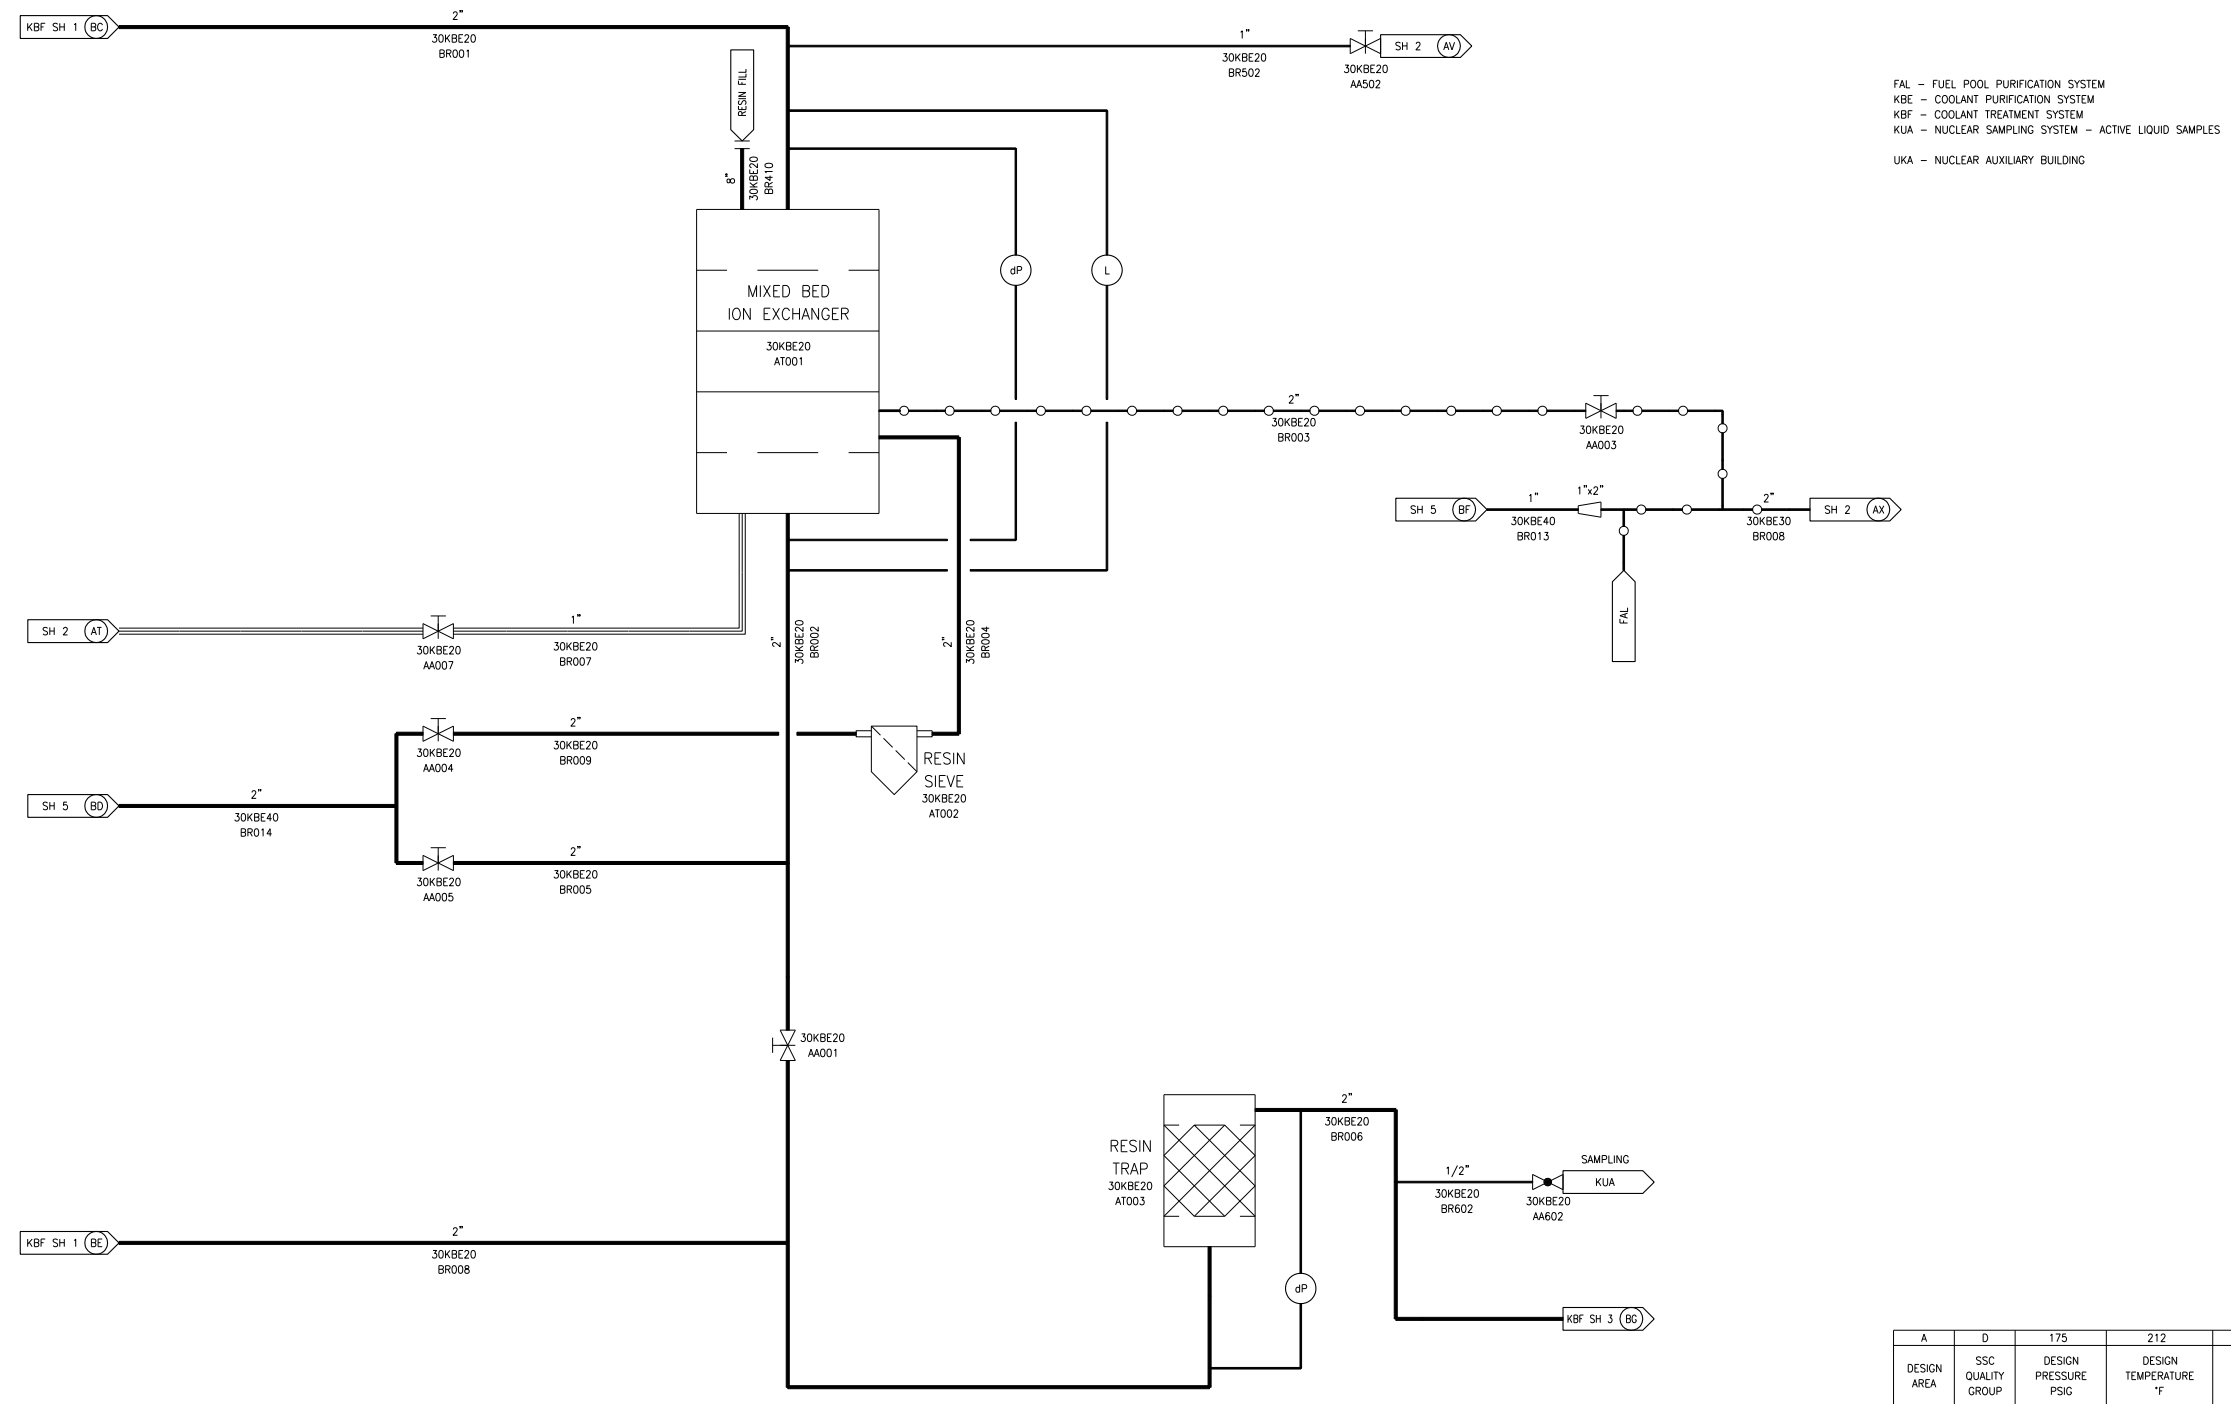 KBF SH 1 BC
2"
30KBE20
BR001
1"
30KBE20
BR502
30KBE20
AA502
SH 2 AV
FAL – FUEL POOL PURIFICATION SYSTEM
KBE – COOLANT PURIFICATION SYSTEM
KBF – COOLANT TREATMENT SYSTEM
KUA – NUCLEAR SAMPLING SYSTEM – ACTIVE LIQUID SAMPLES
UKA – NUCLEAR AUXILIARY BUILDING
RESIN FILL
8"
30KBE20
BR410
dP
L
MIXED BED
ION EXCHANGER
30KBE20
AT001
2"
30KBE20
BR003
30KBE20
AA003
SH 5 BF
1"
30KBE40
BR013
1"x2"
2"
30KBE30
BR008
SH 2 AX
FAL
SH 2 AT
30KBE20
AA007
1"
30KBE20
BR007
2"
30KBE20
BR002
2"
30KBE20
BR004
30KBE20
AA004
2"
30KBE20
BR009
RESIN
SIEVE
30KBE20
AT002
SH 5 BD
2"
30KBE40
BR014
30KBE20
AA005
2"
30KBE20
BR005
30KBE20
AA001
RESIN
TRAP
30KBE20
AT003
2"
30KBE20
BR006
1/2"
30KBE20
BR602
30KBE20
AA602
SAMPLING
KUA
KBF SH 1 BE
2"
30KBE20
BR008
dP
KBF SH 3 BG
A D 175 212
DESIGN
AREA
SSC
QUALITY
GROUP
DESIGN
PRESSURE
PSIG
DESIGN
TEMPERATURE
°F